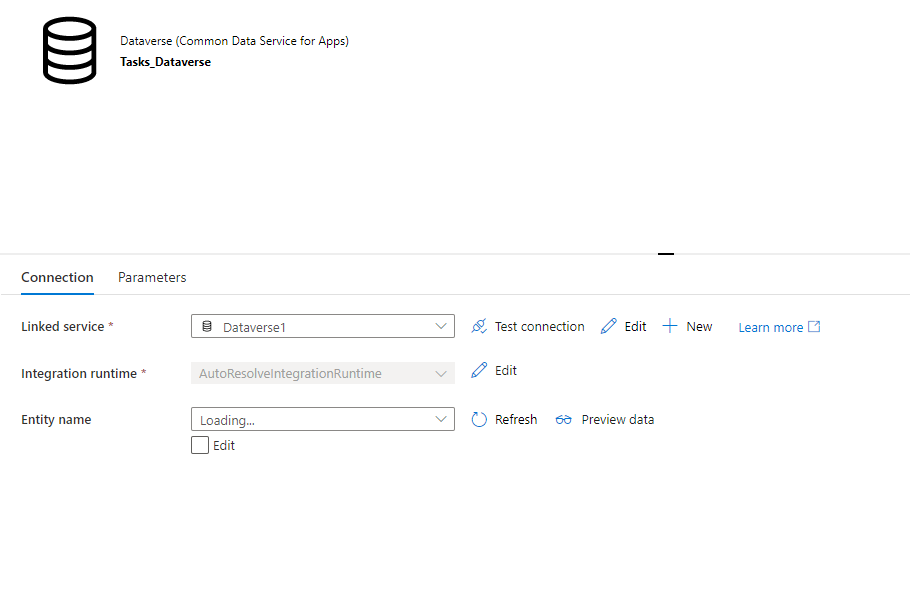 Dataverse (Common Data Service for Apps)
Tasks_Dataverse
Connection Parameters
Linked service * Dataverse1 Test connection Edit New Learn more
Integration runtime * AutoResolveIntegrationRuntime Edit
Entity name Loading... Refresh Preview data
Edit